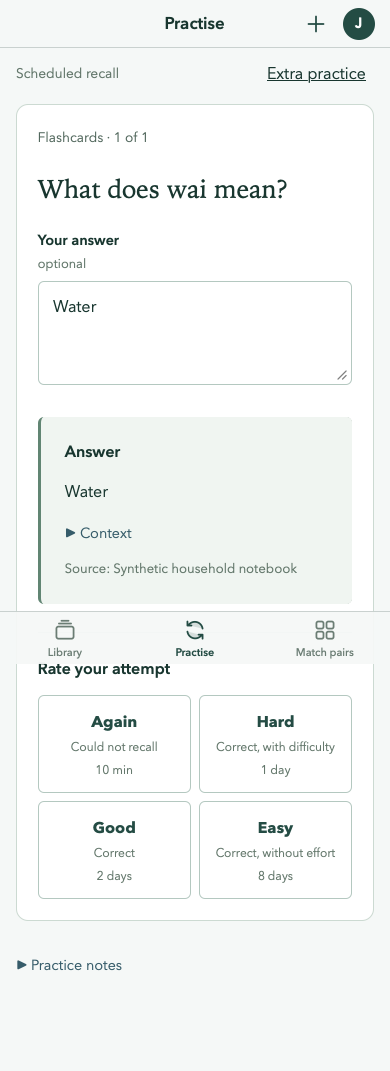 Practise
J
Scheduled recall
Extra practice
Flashcards · 1 of 1
What does wai mean?
Your answer
optional
Water
Answer
Water
Context
Source: Synthetic household notebook
Library
Practise
Match pairs
Rate your attempt
Again
Could not recall
10 min
Hard
Correct, with difficulty
1 day
Good
Correct
2 days
Easy
Correct, without effort
8 days
Practice notes